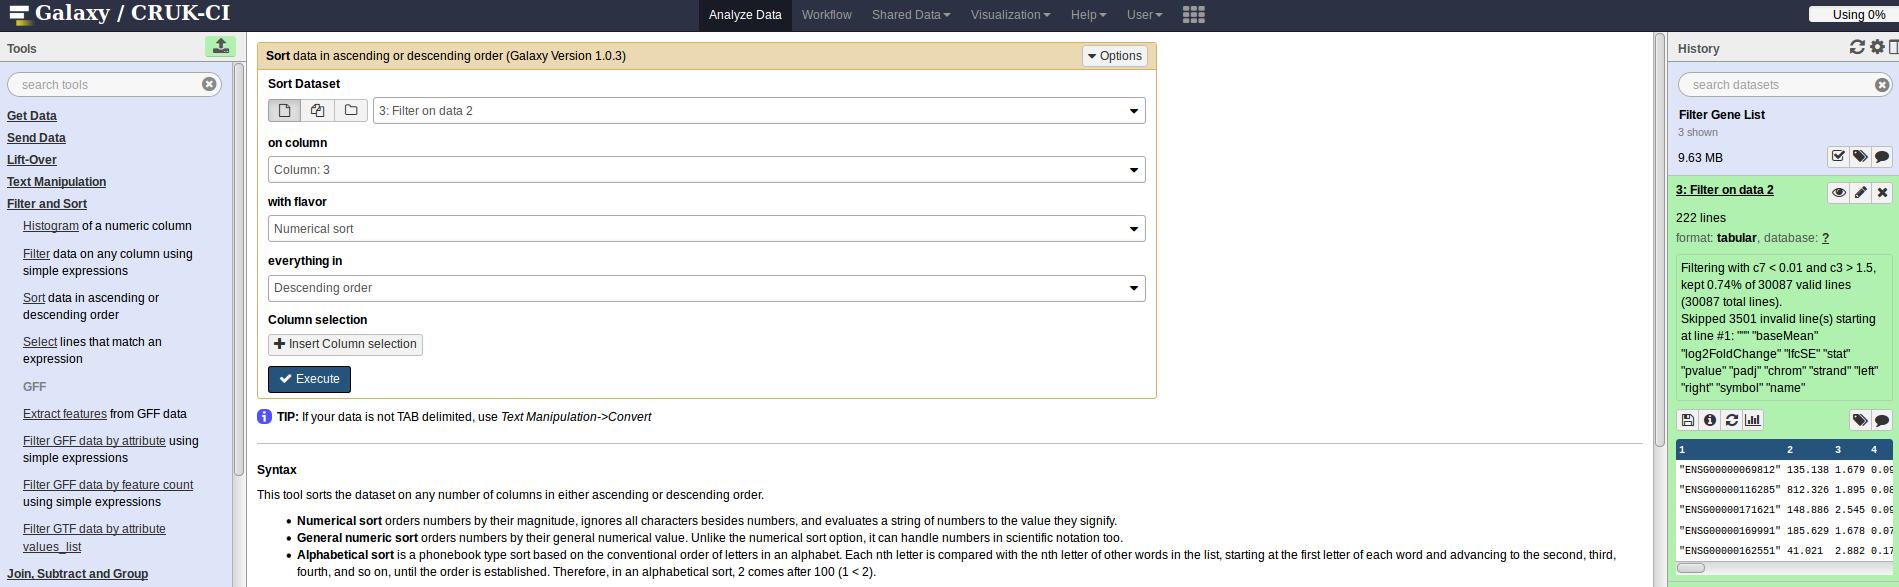 Galaxy / CRUK-CI
Analyze Data Workflow Shared Data Visualization Help User
Using 0%
Tools
search tools
Get Data
Send Data
Lift-Over
Text Manipulation
Filter and Sort
Histogram of a numeric column
Filter data on any column using
simple expressions
Sort data in ascending or
descending order
Select lines that match an
expression
GFF
Extract features from GFF data
Filter GFF data by attribute using
simple expressions
Filter GFF data by feature count
using simple expressions
Filter GTF data by attribute
values_list
Join, Subtract and Group
Sort data in ascending or descending order (Galaxy Version 1.0.3)
Options
Sort Dataset
3: Filter on data 2
on column
Column: 3
with flavor
Numerical sort
everything in
Descending order
Column selection
Insert Column selection
Execute
TIP: If your data is not TAB delimited, use Text Manipulation->Convert
Syntax
This tool sorts the dataset on any number of columns in either ascending or descending order.
• Numerical sort orders numbers by their magnitude, ignores all characters besides numbers, and evaluates a string of numbers to the value they signify.
• General numeric sort orders numbers by their general numerical value. Unlike the numerical sort option, it can handle numbers in scientific notation too.
• Alphabetical sort is a phonebook type sort based on the conventional order of letters in an alphabet. Each nth letter is compared with the nth letter of other words in the list, starting at the first letter of each word and advancing to the second, third,
fourth, and so on, until the order is established. Therefore, in an alphabetical sort, 2 comes after 100 (1 < 2).
History
search datasets
Filter Gene List
3 shown
9.63 MB
3: Filter on data 2
222 lines
format: tabular, database: ?
Filtering with c7 < 0.01 and c3 > 1.5,
kept 0.74% of 30087 valid lines
(30087 total lines).
Skipped 3501 invalid line(s) starting
at line #1: """" "baseMean"
"log2FoldChange" "lfcSE" "stat"
"pvalue" "padj" "chrom" "strand" "left"
"right" "symbol" "name"
1 2 3 4
"ENSG00000069812" 135.138 1.679 0.09
"ENSG00000116285" 812.326 1.895 0.08
"ENSG00000171621" 148.886 2.545 0.09
"ENSG00000169991" 185.629 1.678 0.07
"ENSG00000162551" 41.021 2.882 0.17